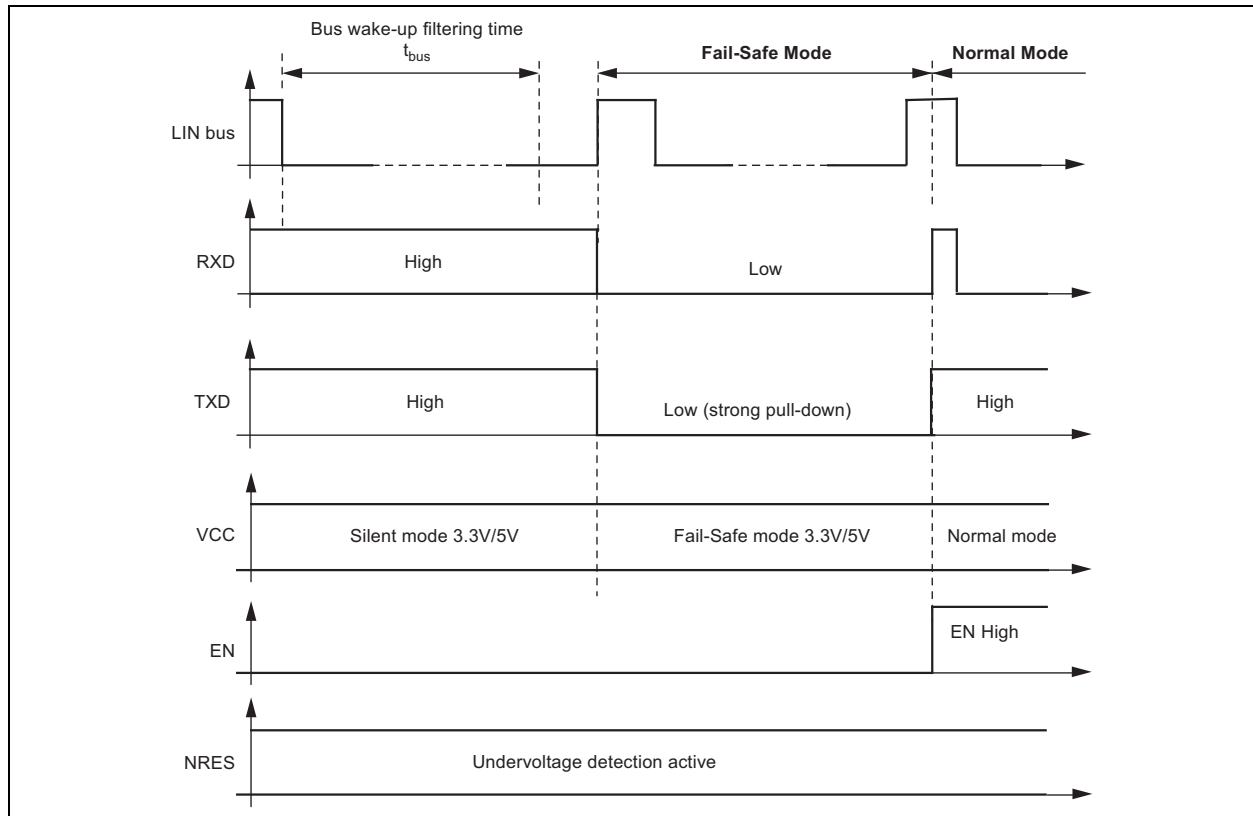 Bus wake-up filtering time
tbus
Fail-Safe Mode
Normal Mode
LIN bus
RXD
High
Low
TXD
High
Low (strong pull-down)
High
VCC
Silent mode 3.3V/5V
Fail-Safe mode 3.3V/5V
Normal mode
EN
EN High
NRES
Undervoltage detection active